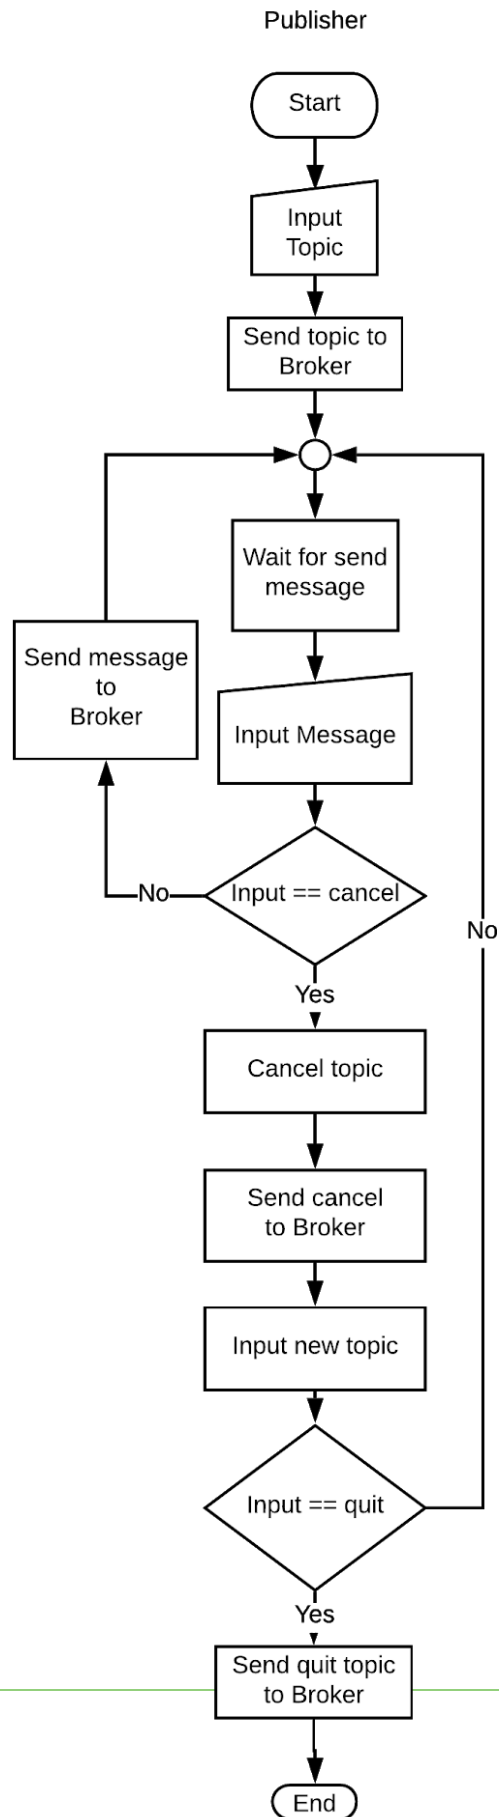 Publisher
Start
Input
Topic
Send topic to
Broker
Wait for send
message
Send message
to
Broker
Input Message
Input == cancel
No
No
Yes
Cancel topic
Send cancel
to Broker
Input new topic
Input == quit
Yes
Send quit topic
to Broker
End